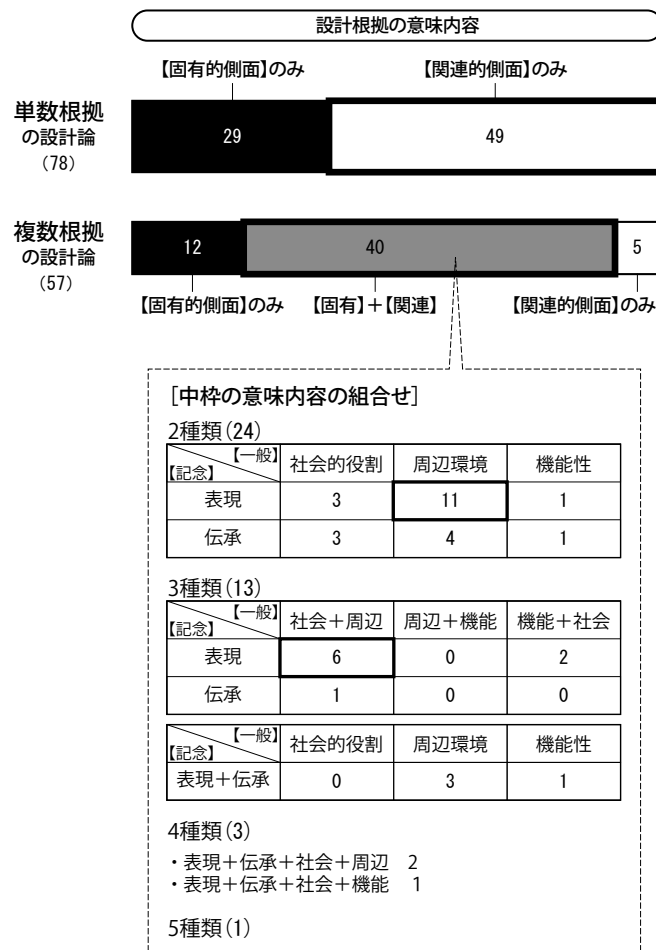 設計根拠の意味内容
【固有的側面】のみ 【関連的側面】のみ
単数根拠
の設計論
(78)
29 49
複数根拠
の設計論
(57)
12 40 5
【固有的側面】のみ 【固有】+【関連】 【関連的側面】のみ
[中枠の意味内容の組合せ]
2種類(24)
【記念】 【一般】 社会的役割 周辺環境 機能性
表現 3 11 1
伝承 3 4 1
3種類(13)
【記念】 【一般】 社会+周辺 周辺+機能 機能+社会
表現 6 0 2
伝承 1 0 0
【記念】 【一般】 社会的役割 周辺環境 機能性
表現+伝承 0 3 1
4種類(3)
・表現+伝承+社会+周辺 2
・表現+伝承+社会+機能 1
5種類(1)